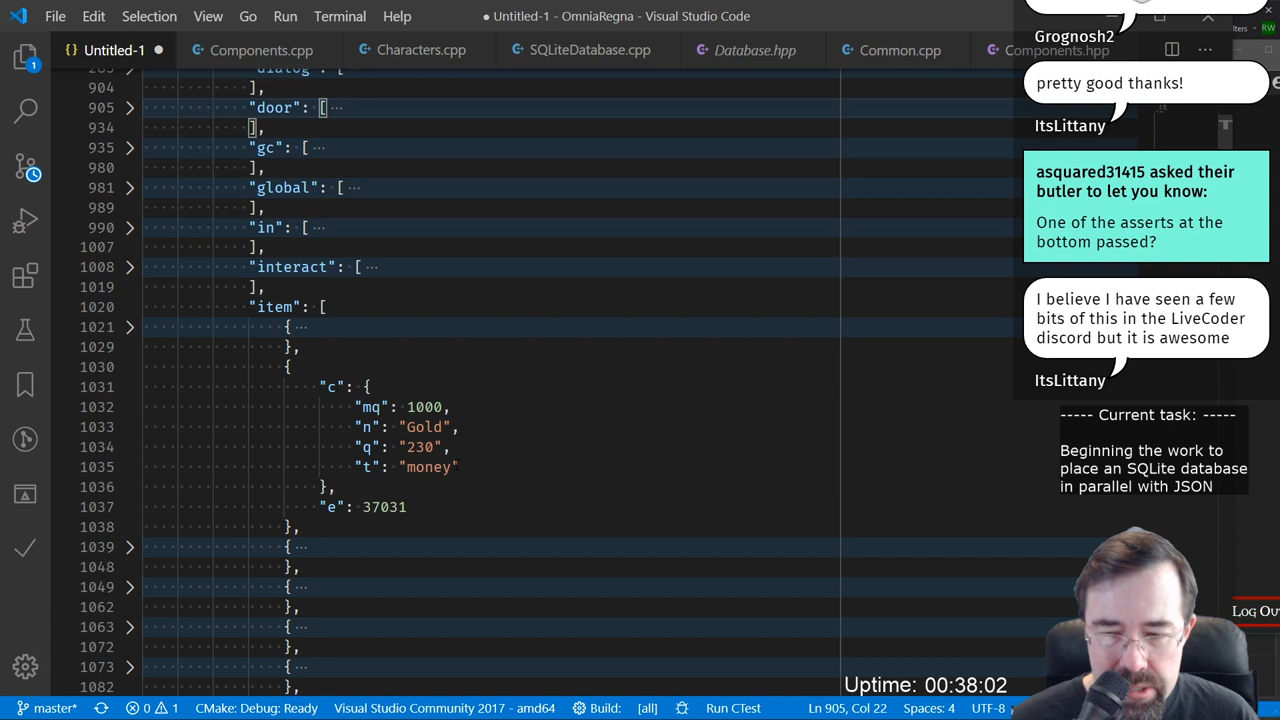 File Edit Selection View Go Run Terminal Help
● Untitled-1 - OmniaRegna - Visual Studio Code
{} Untitled-1 ●
Components.cpp
Characters.cpp
SQLiteDatabase.cpp
Database.hpp
Common.cpp
Components.hpp
"dialog": [
904 ],
905 "door": [ ···
934 ],
935 "gc": [ ···
980 ],
981 "global": [ ···
989 ],
990 "in": [ ···
1007 ],
1008 "interact": [ ···
1019 ],
1020 "item": [
1021 { ···
1029 },
1030 {
1031 "c": {
1032 "mq": 1000,
1033 "n": "Gold",
1034 "q": "230",
1035 "t": "money"
1036 },
1037 "e": 37031
1038 },
1039 { ···
1048 },
1049 { ···
1062 },
1063 { ···
1072 },
1073 { ···
1082 },
Grognosh2
pretty good thanks!
ItsLittany
asquared31415 asked their
butler to let you know:
One of the asserts at the
bottom passed?
I believe I have seen a few
bits of this in the LiveCoder
discord but it is awesome
ItsLittany
----- Current task: -----
Beginning the work to
place an SQLite database
in parallel with JSON
Log Ou
Uptime: 00:38:02
master* 0 1 CMake: Debug: Ready Visual Studio Community 2017 - amd64 Build: [all] Run CTest Ln 905, Col 22 Spaces: 4 UTF-8